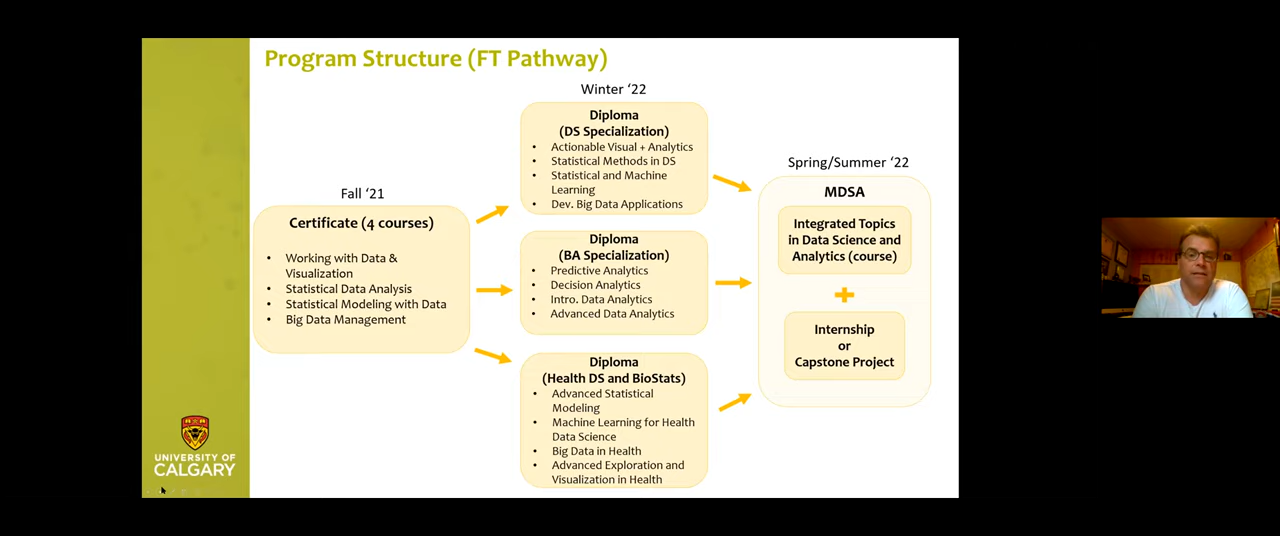 Program Structure (FT Pathway)
Fall ‘21
Certificate (4 courses)
• Working with Data &
Visualization
• Statistical Data Analysis
• Statistical Modeling with Data
• Big Data Management
Winter ‘22
Diploma
(DS Specialization)
• Actionable Visual + Analytics
• Statistical Methods in DS
• Statistical and Machine
Learning
• Dev. Big Data Applications
Diploma
(BA Specialization)
• Predictive Analytics
• Decision Analytics
• Intro. Data Analytics
• Advanced Data Analytics
Diploma
(Health DS and BioStats)
• Advanced Statistical
Modeling
• Machine Learning for Health
Data Science
• Big Data in Health
• Advanced Exploration and
Visualization in Health
Spring/Summer ‘22
MDSA
Integrated Topics
in Data Science and
Analytics (course)
+
Internship
or
Capstone Project
UNIVERSITY OF
CALGARY